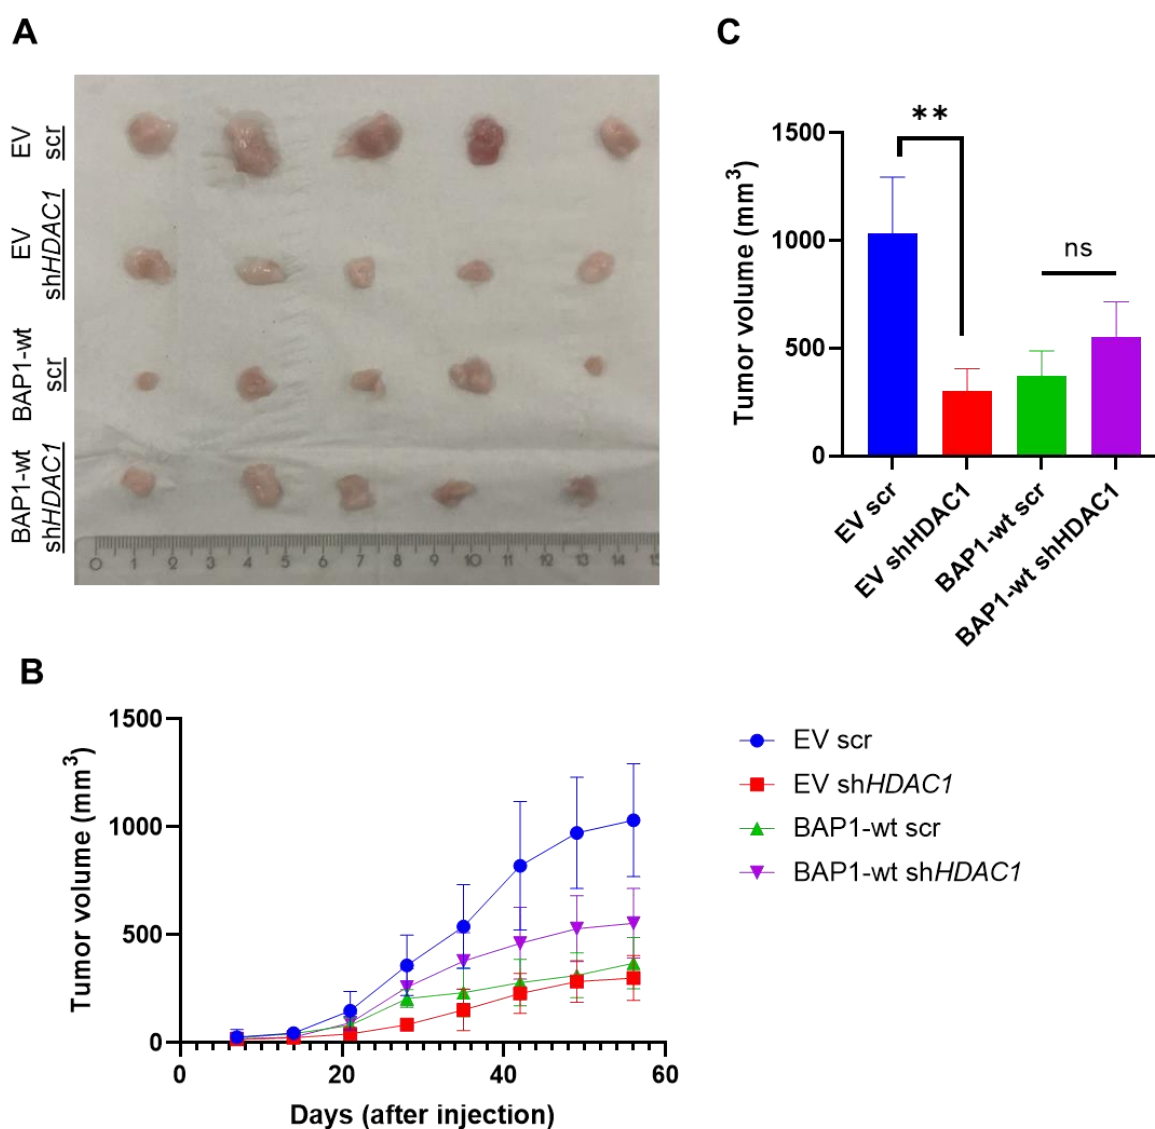 A
EV
scr
EV
shHDAC1
BAP1-wt
scr
BAP1-wt
shHDAC1
0 1 2 3 4 5 6 7 8 9 10 11 12 13 14 15
C
Tumor volume (mm³)
1500
1000
500
0
**
ns
EV scr
EV shHDAC1
BAP1-wt scr
BAP1-wt shHDAC1
B
Tumor volume (mm³)
1500
1000
500
0
0 20 40 60
Days (after injection)
EV scr
EV shHDAC1
BAP1-wt scr
BAP1-wt shHDAC1